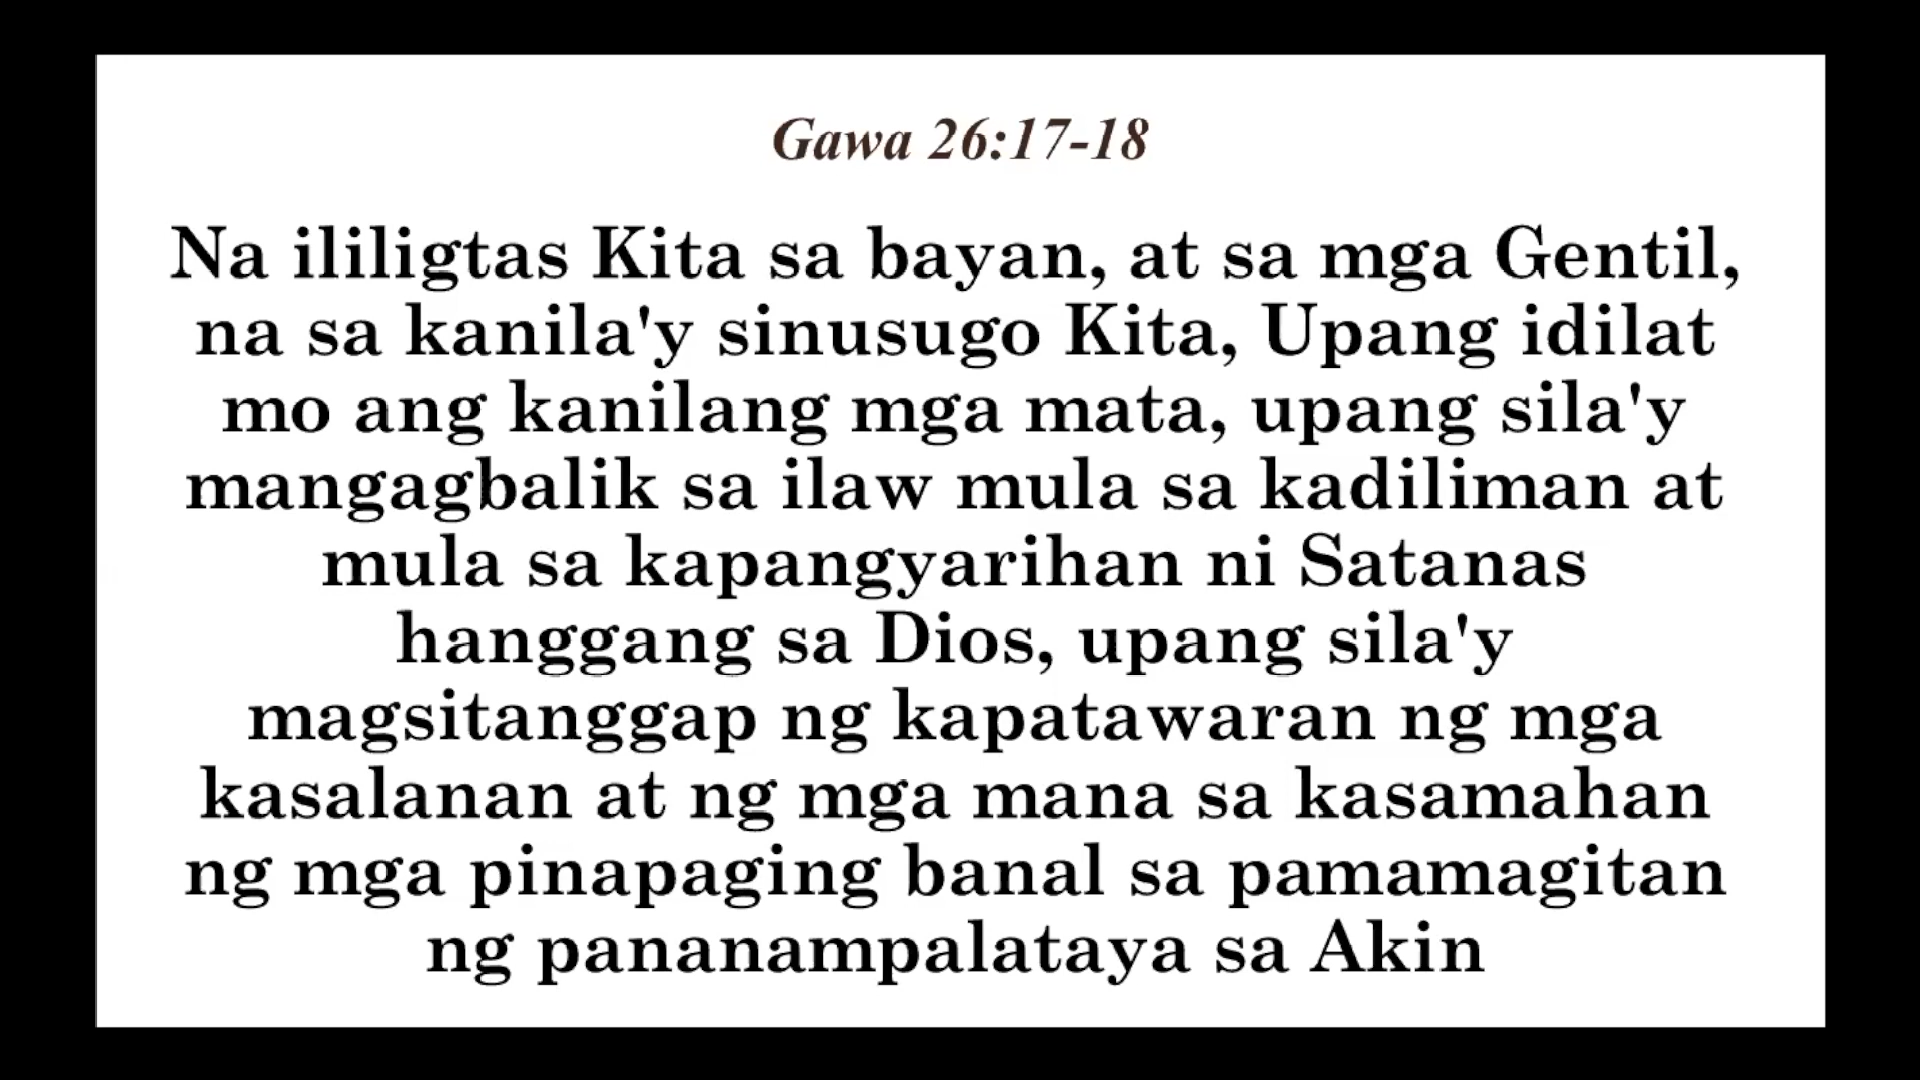 Gawa 26:17-18
Na ililigtas Kita sa bayan, at sa mga Gentil,
na sa kanila'y sinusugo Kita, Upang idilat
mo ang kanilang mga mata, upang sila'y
mangagbalik sa ilaw mula sa kadiliman at
mula sa kapangyarihan ni Satanas
hanggang sa Dios, upang sila'y
magsitanggap ng kapatawaran ng mga
kasalanan at ng mga mana sa kasamahan
ng mga pinapaging banal sa pamamagitan
ng pananampalataya sa Akin